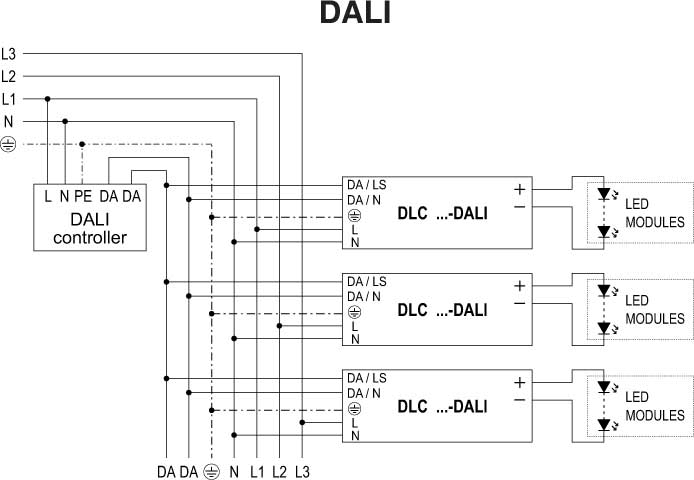 DALI
L3
L2
L1
N
L N PE DA DA
DALI
controller
DA / LS
DA / N
L
N
DLC ...-DALI
+
−
LED
MODULES
DA / LS
DA / N
L
N
DLC ...-DALI
+
−
LED
MODULES
DA / LS
DA / N
L
N
DLC ...-DALI
+
−
LED
MODULES
DA DA N L1 L2 L3